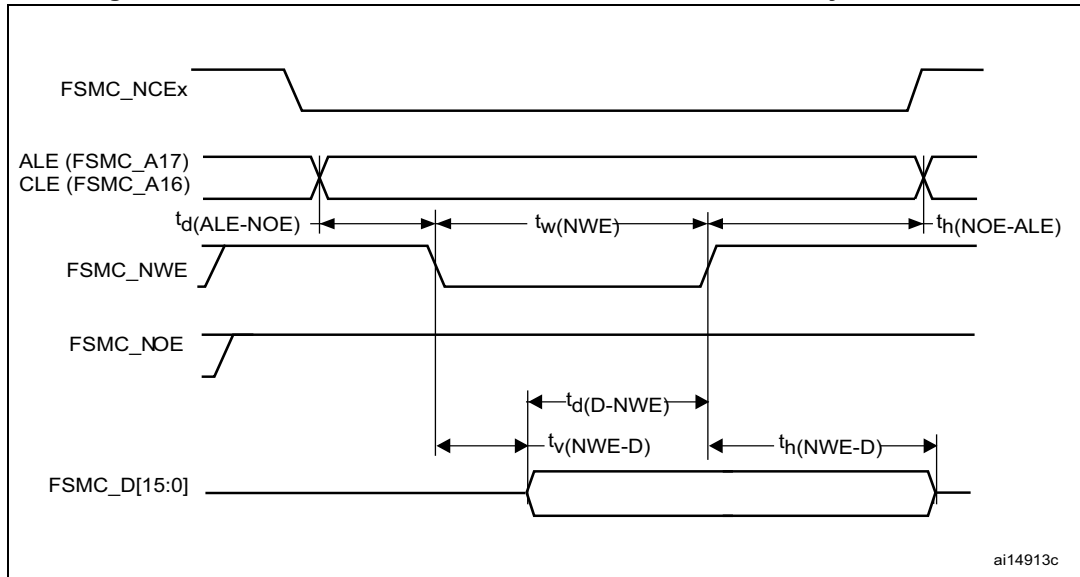 FSMC_NCEx
ALE (FSMC_A17)
CLE (FSMC_A16)
td(ALE-NOE)
tw(NWE)
th(NOE-ALE)
FSMC_NWE
FSMC_NOE
td(D-NWE)
tv(NWE-D)
th(NWE-D)
FSMC_D[15:0]
ai14913c